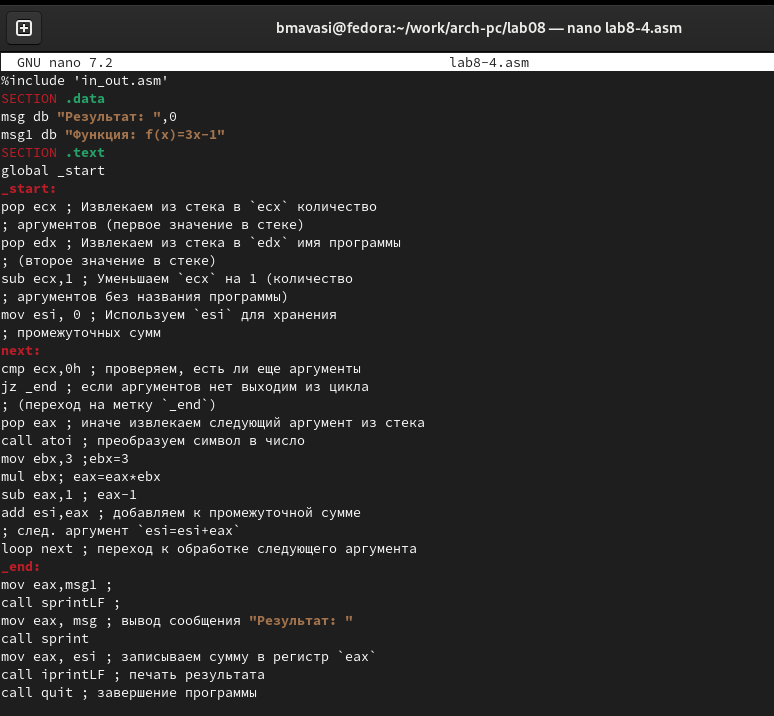 bmavasi@fedora:~/work/arch-pc/lab08 — nano lab8-4.asm
GNU nano 7.2 lab8-4.asm
%include 'in_out.asm'
SECTION .data
msg db "Результат: ",0
msg1 db "Функция: f(x)=3x-1"
SECTION .text
global _start
_start:
pop ecx ; Извлекаем из стека в `ecx` количество
; аргументов (первое значение в стеке)
pop edx ; Извлекаем из стека в `edx` имя программы
; (второе значение в стеке)
sub ecx,1 ; Уменьшаем `ecx` на 1 (количество
; аргументов без названия программы)
mov esi, 0 ; Используем `esi` для хранения
; промежуточных сумм
next:
cmp ecx,0h ; проверяем, есть ли еще аргументы
jz _end ; если аргументов нет выходим из цикла
; (переход на метку `_end`)
pop eax ; иначе извлекаем следующий аргумент из стека
call atoi ; преобразуем символ в число
mov ebx,3 ;ebx=3
mul ebx; eax=eax*ebx
sub eax,1 ; eax-1
add esi,eax ; добавляем к промежуточной сумме
; след. аргумент `esi=esi+eax`
loop next ; переход к обработке следующего аргумента
_end:
mov eax,msg1 ;
call sprintLF ;
mov eax, msg ; вывод сообщения "Результат: "
call sprint
mov eax, esi ; записываем сумму в регистр `eax`
call iprintLF ; печать результата
call quit ; завершение программы